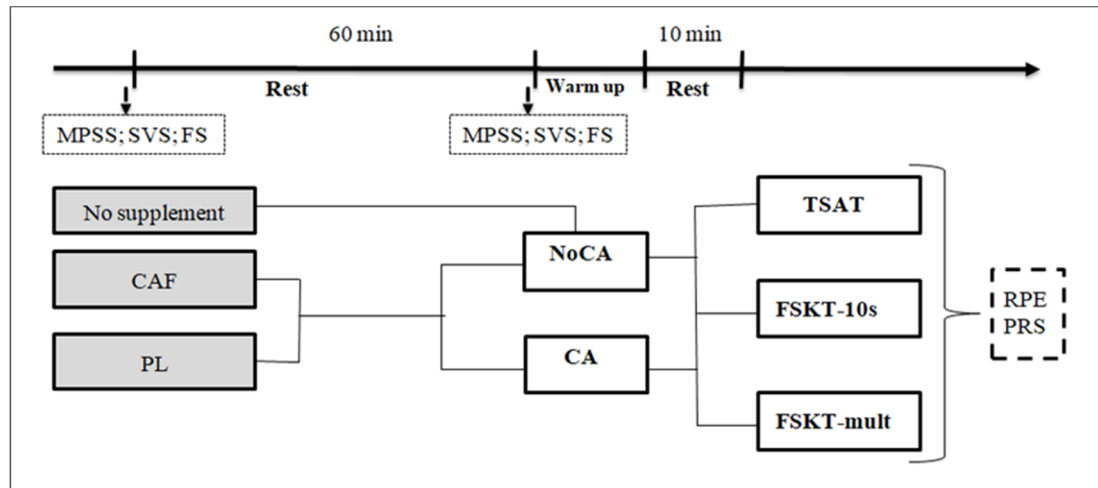 60 min
10 min
Rest
Warm up
Rest
MPSS; SVS; FS
MPSS; SVS; FS
No supplement
CAF
PL
NoCA
CA
TSAT
FSKT-10s
FSKT-mult
RPE
PRS